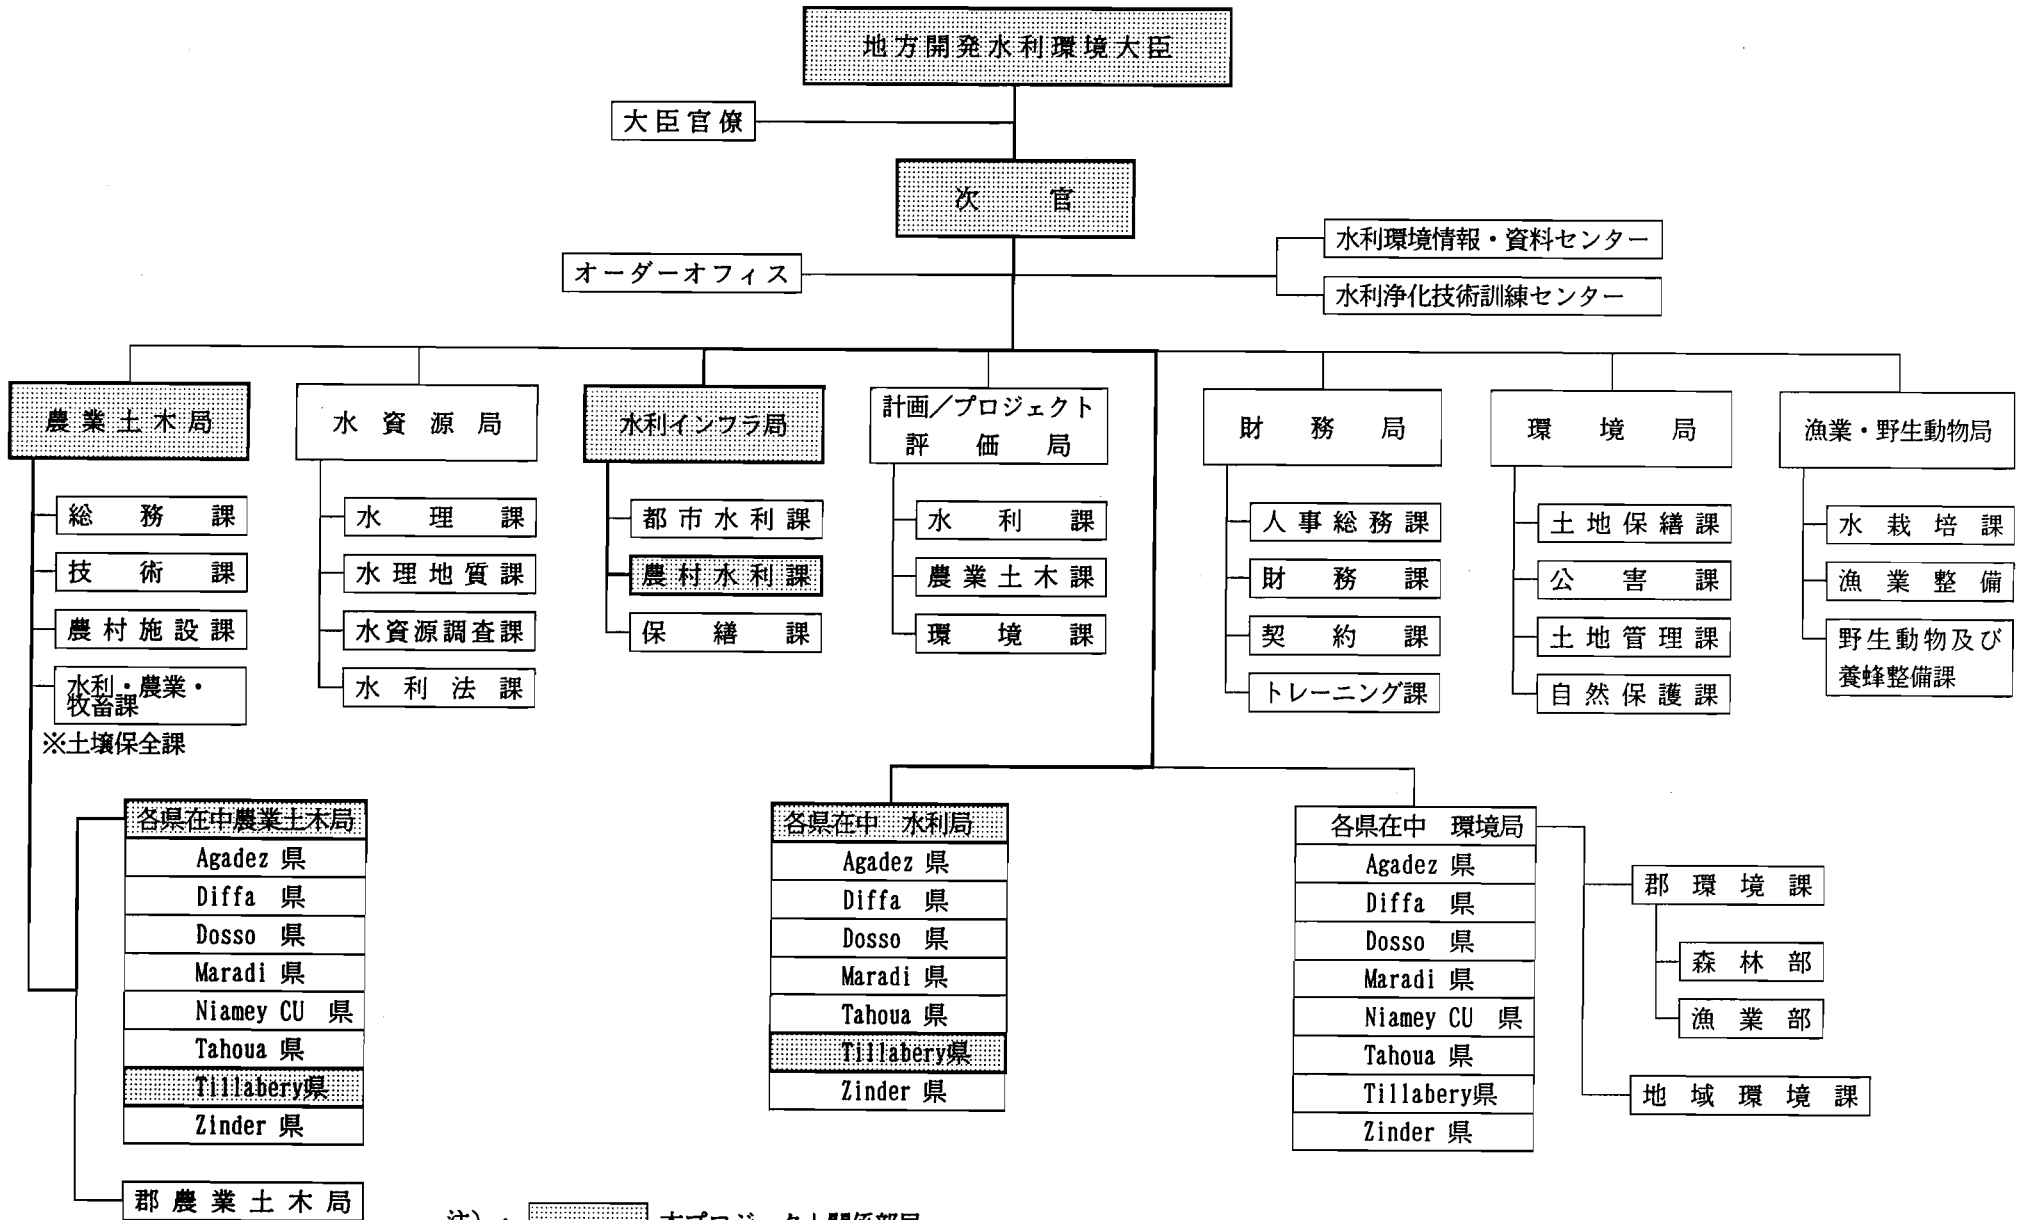 地方開発水利環境大臣
大臣官僚
次 官
オーダーオフィス
水利環境情報・資料センター
水利浄化技術訓練センター
農業土木局
総務課
技術課
農村施設課
水利・農業・
牧畜課
※土壌保全課
水資源局
水理課
水理地質課
水資源調査課
水利法課
水利インフラ局
都市水利課
農村水利課
保繕課
計画／プロジェクト
評価局
水利課
農業土木課
環境課
財務局
人事総務課
財務課
契約課
トレーニング課
環境局
土地保繕課
公害課
土地管理課
自然保護課
漁業・野生動物局
水栽培課
漁業整備
野生動物及び
養蜂整備課
各県在中農業土木局
Agadez 県
Diffa 県
Dosso 県
Maradi 県
Niamey CU 県
Tahoua 県
Tillabery県
Zinder 県
郡農業土木局
各県在中 水利局
Agadez 県
Diffa 県
Dosso 県
Maradi 県
Tahoua 県
Tillabery県
Zinder 県
各県在中 環境局
Agadez 県
Diffa 県
Dosso 県
Maradi 県
Niamey CU 県
Tahoua 県
Tillabery県
Zinder 県
郡環境課
森林部
漁業部
地域環境課
注）・ 本プロジェクト関係部局